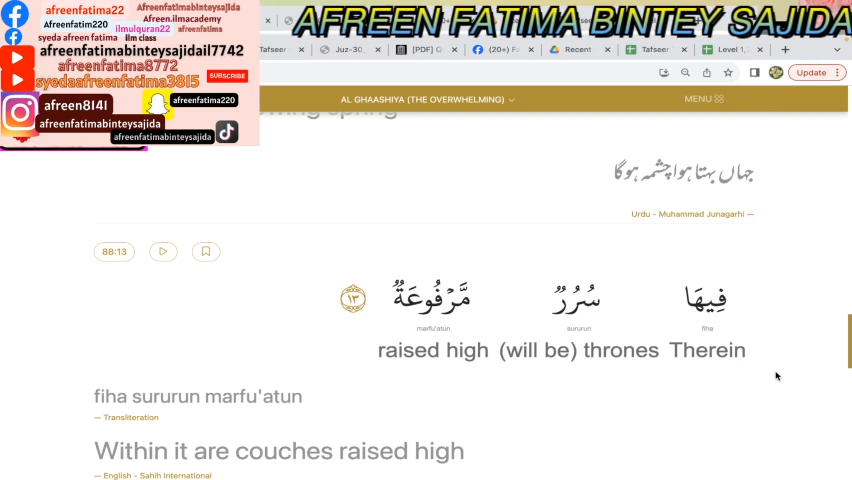 AFREEN FATIMA BINTEY SAJIDA
afreenfatima22
Afreenfatimabinteysajida
Afreenfatima220
Afreen.ilmacademy
ilmulquran22
afreenfatima
syeda afreen fatima
Ilm class
afreenfatimabinteysajidail7742
afreenfatima8772
SUBSCRIBE
syedaafreenfatima3815
afreen8141
afreenfatima220
afreenfatimabinteysajida
afreenfatimabinteysajida
Tafseer
Juz-30_
[PDF] Q
(20+) F
Recent
Tafseer
Level 1,
Update
AL GHAASHIYA (THE OVERWHELMING)
MENU
spring
جہاں بہتا ہوا چشمہ ہوگا
Urdu - Muhammad Junagarhi —
88:13
فِيهَا سُرُرٌ مَّرْفُوعَةٌ ١٣
marfu'atun sururun fiha
raised high (will be) thrones Therein
fiha sururun marfu'atun
— Transliteration
Within it are couches raised high
— English - Sahih International